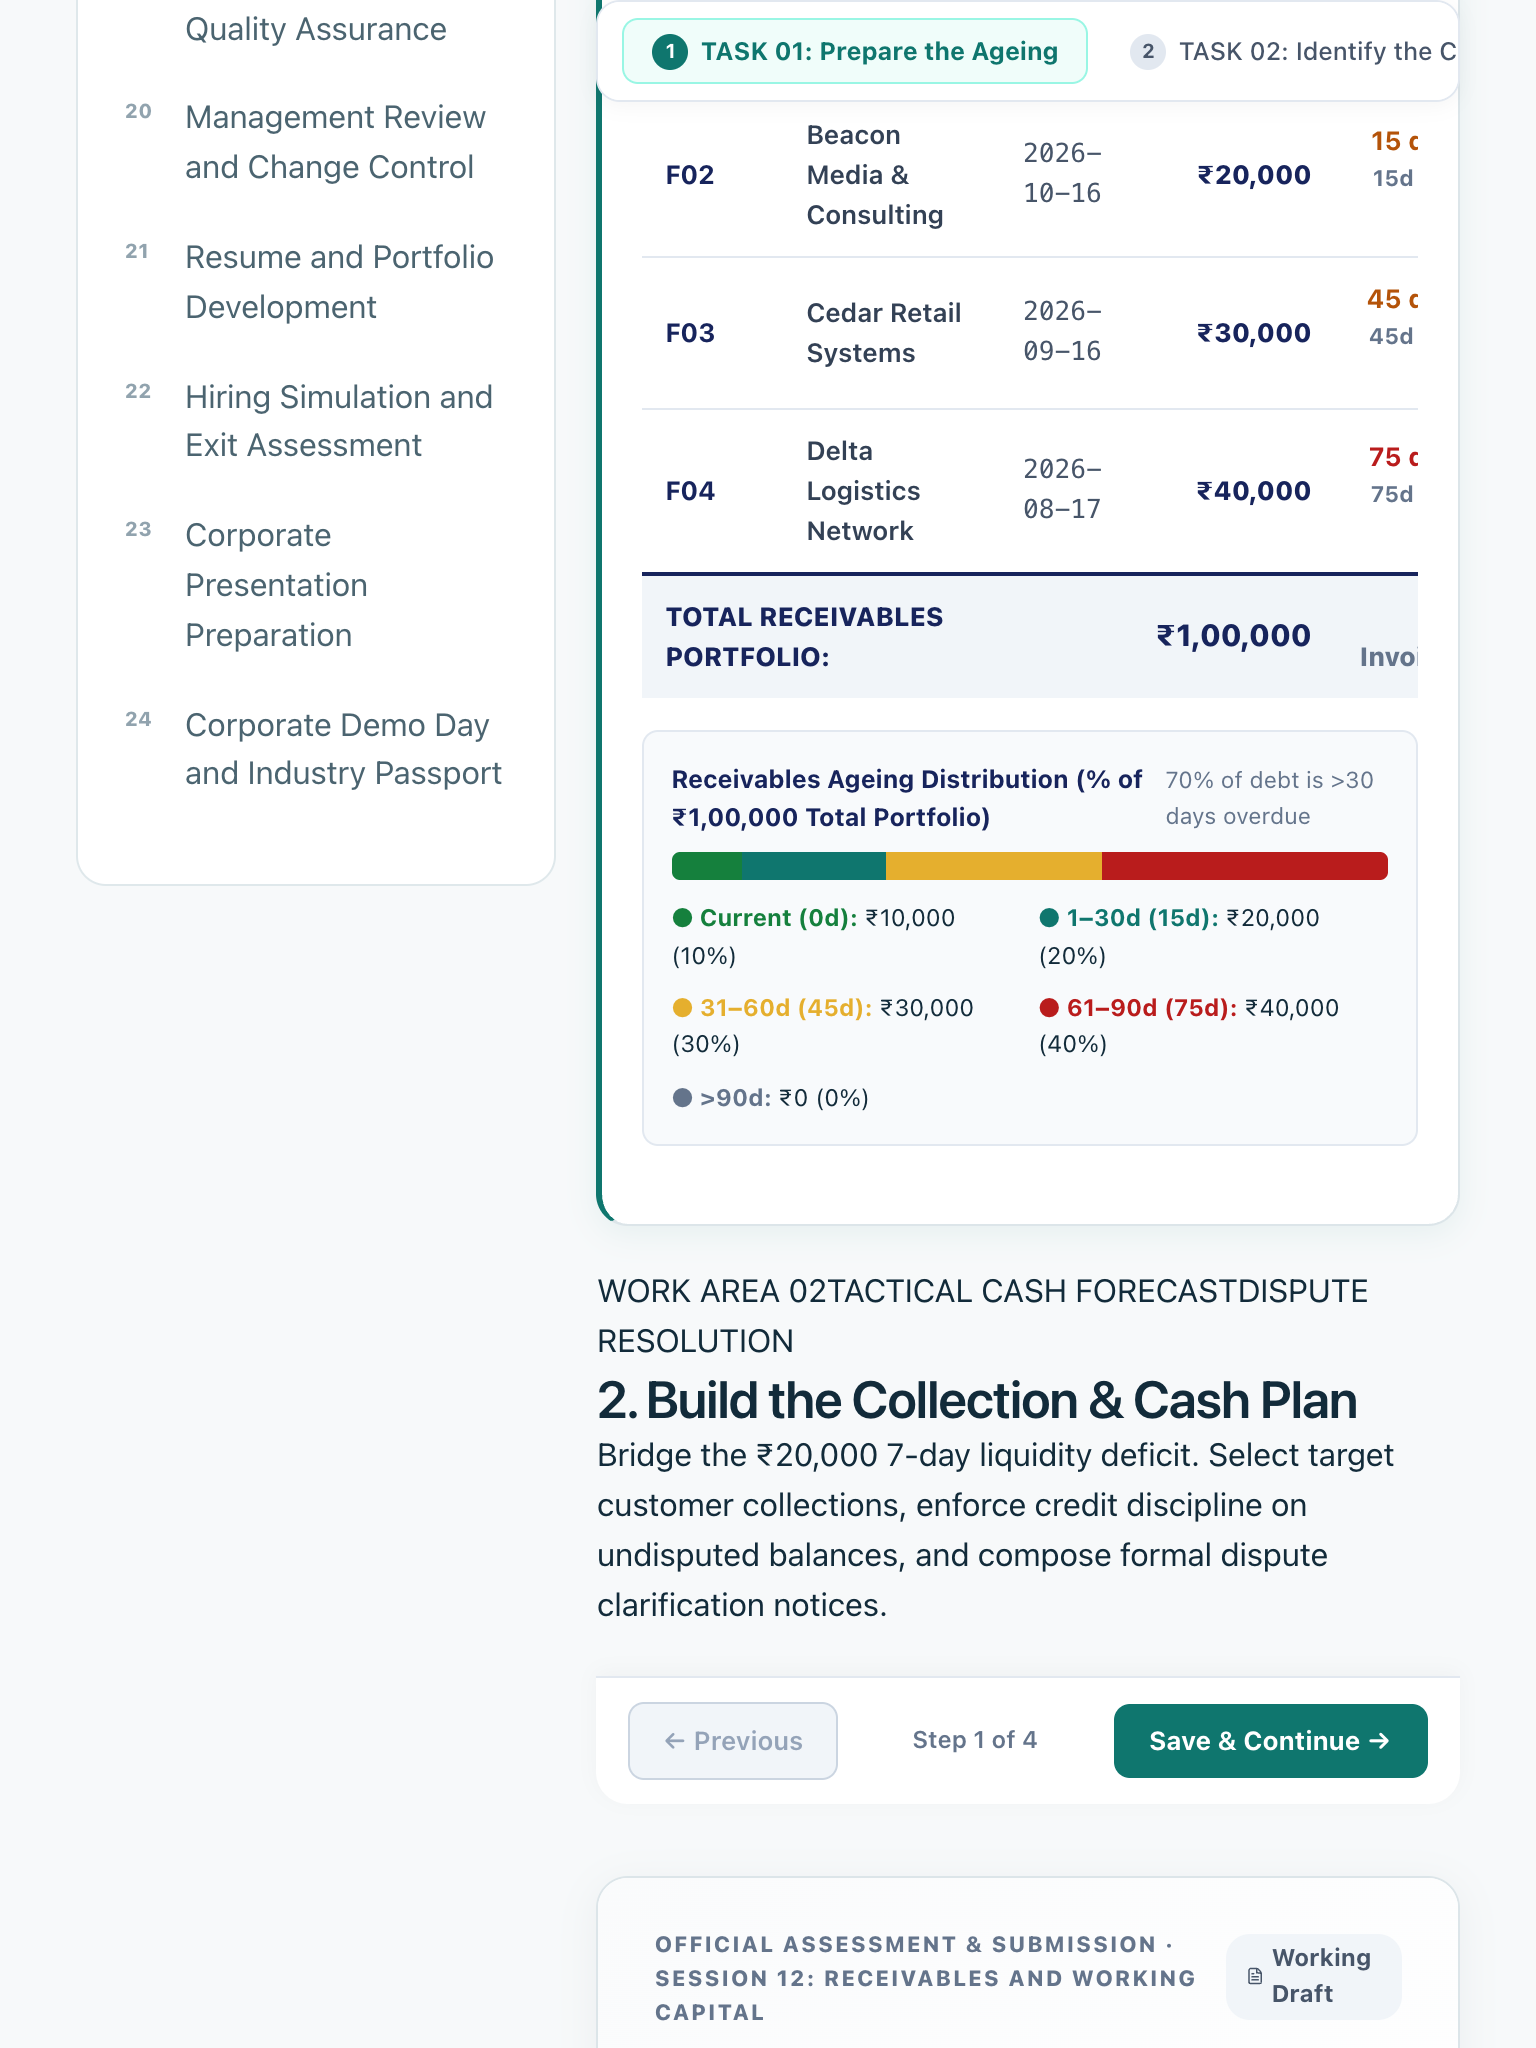 Quality Assurance
20 Management Review
and Change Control
21 Resume and Portfolio
Development
22 Hiring Simulation and
Exit Assessment
23 Corporate
Presentation
Preparation
24 Corporate Demo Day
and Industry Passport
1 TASK 01: Prepare the Ageing
2 TASK 02: Identify the C
F02
Beacon
Media &
Consulting
2026-
10-16
₹20,000
15 d
15d
F03
Cedar Retail
Systems
2026-
09-16
₹30,000
45 d
45d
F04
Delta
Logistics
Network
2026-
08-17
₹40,000
75 d
75d
TOTAL RECEIVABLES
PORTFOLIO:
₹1,00,000
Invoi
Receivables Ageing Distribution (% of
₹1,00,000 Total Portfolio)
70% of debt is >30
days overdue
Current (0d): ₹10,000
(10%)
1–30d (15d): ₹20,000
(20%)
31–60d (45d): ₹30,000
(30%)
61–90d (75d): ₹40,000
(40%)
>90d: ₹0 (0%)
WORK AREA 02TACTICAL CASH FORECASTDISPUTE
RESOLUTION
2. Build the Collection & Cash Plan
Bridge the ₹20,000 7-day liquidity deficit. Select target
customer collections, enforce credit discipline on
undisputed balances, and compose formal dispute
clarification notices.
← Previous
Step 1 of 4
Save & Continue →
OFFICIAL ASSESSMENT & SUBMISSION ·
SESSION 12: RECEIVABLES AND WORKING
CAPITAL
Working
Draft